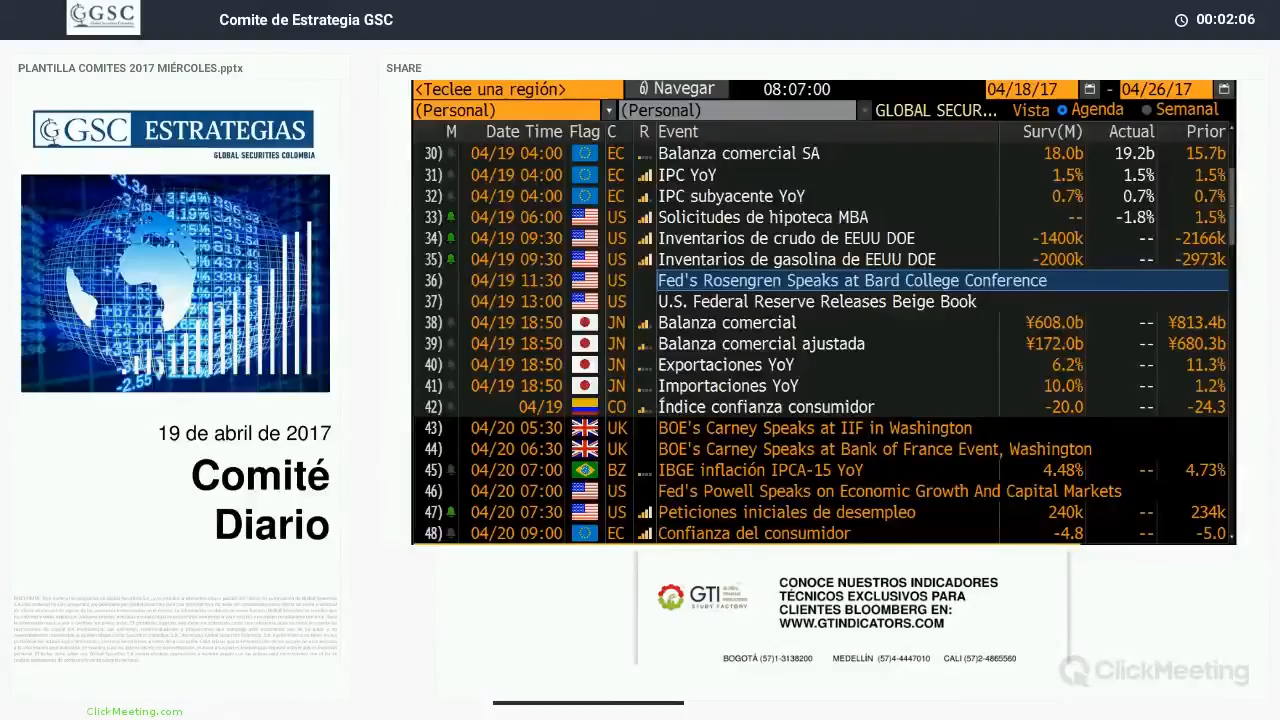 GSC
Comite de Estrategia GSC
00:02:06
PLANTILLA COMITES 2017 MIÉRCOLES.pptx
SHARE
GSC ESTRATEGIAS
GLOBAL SECURITIES COLOMBIA
19 de abril de 2017
Comité
Diario
<Teclee una región> Navegar 08:07:00 04/18/17 - 04/26/17
(Personal) (Personal) GLOBAL SECUR... Vista Agenda Semanal
M Date Time Flag C R Event Surv(M) Actual Prior
30) 04/19 04:00 EC Balanza comercial SA 18.0b 19.2b 15.7b
31) 04/19 04:00 EC IPC YoY 1.5% 1.5% 1.5%
32) 04/19 04:00 EC IPC subyacente YoY 0.7% 0.7% 0.7%
33) 04/19 06:00 US Solicitudes de hipoteca MBA -- -1.8% 1.5%
34) 04/19 09:30 US Inventarios de crudo de EEUU DOE -1400k -- -2166k
35) 04/19 09:30 US Inventarios de gasolina de EEUU DOE -2000k -- -2973k
36) 04/19 11:30 US Fed's Rosengren Speaks at Bard College Conference
37) 04/19 13:00 US U.S. Federal Reserve Releases Beige Book
38) 04/19 18:50 JN Balanza comercial ¥608.0b -- ¥813.4b
39) 04/19 18:50 JN Balanza comercial ajustada ¥172.0b -- ¥680.3b
40) 04/19 18:50 JN Exportaciones YoY 6.2% -- 11.3%
41) 04/19 18:50 JN Importaciones YoY 10.0% -- 1.2%
42) 04/19 CO Índice confianza consumidor -20.0 -- -24.3
43) 04/20 05:30 UK BOE's Carney Speaks at IIF in Washington
44) 04/20 06:30 UK BOE's Carney Speaks at Bank of France Event, Washington
45) 04/20 07:00 BZ IBGE inflación IPCA-15 YoY 4.48% -- 4.73%
46) 04/20 07:00 US Fed's Powell Speaks on Economic Growth And Capital Markets
47) 04/20 07:30 US Peticiones iniciales de desempleo 240k -- 234k
48) 04/20 09:00 EC Confianza del consumidor -4.8 -- -5.0
GTI
STUDY FACTORY
CONOCE NUESTROS INDICADORES
TÉCNICOS EXCLUSIVOS PARA
CLIENTES BLOOMBERG EN:
WWW.GTINDICATORS.COM
BOGOTÁ (57)1-3138200 MEDELLÍN (57)4-4447010 CALI (57)2-4865560
ClickMeeting
ClickMeeting.com